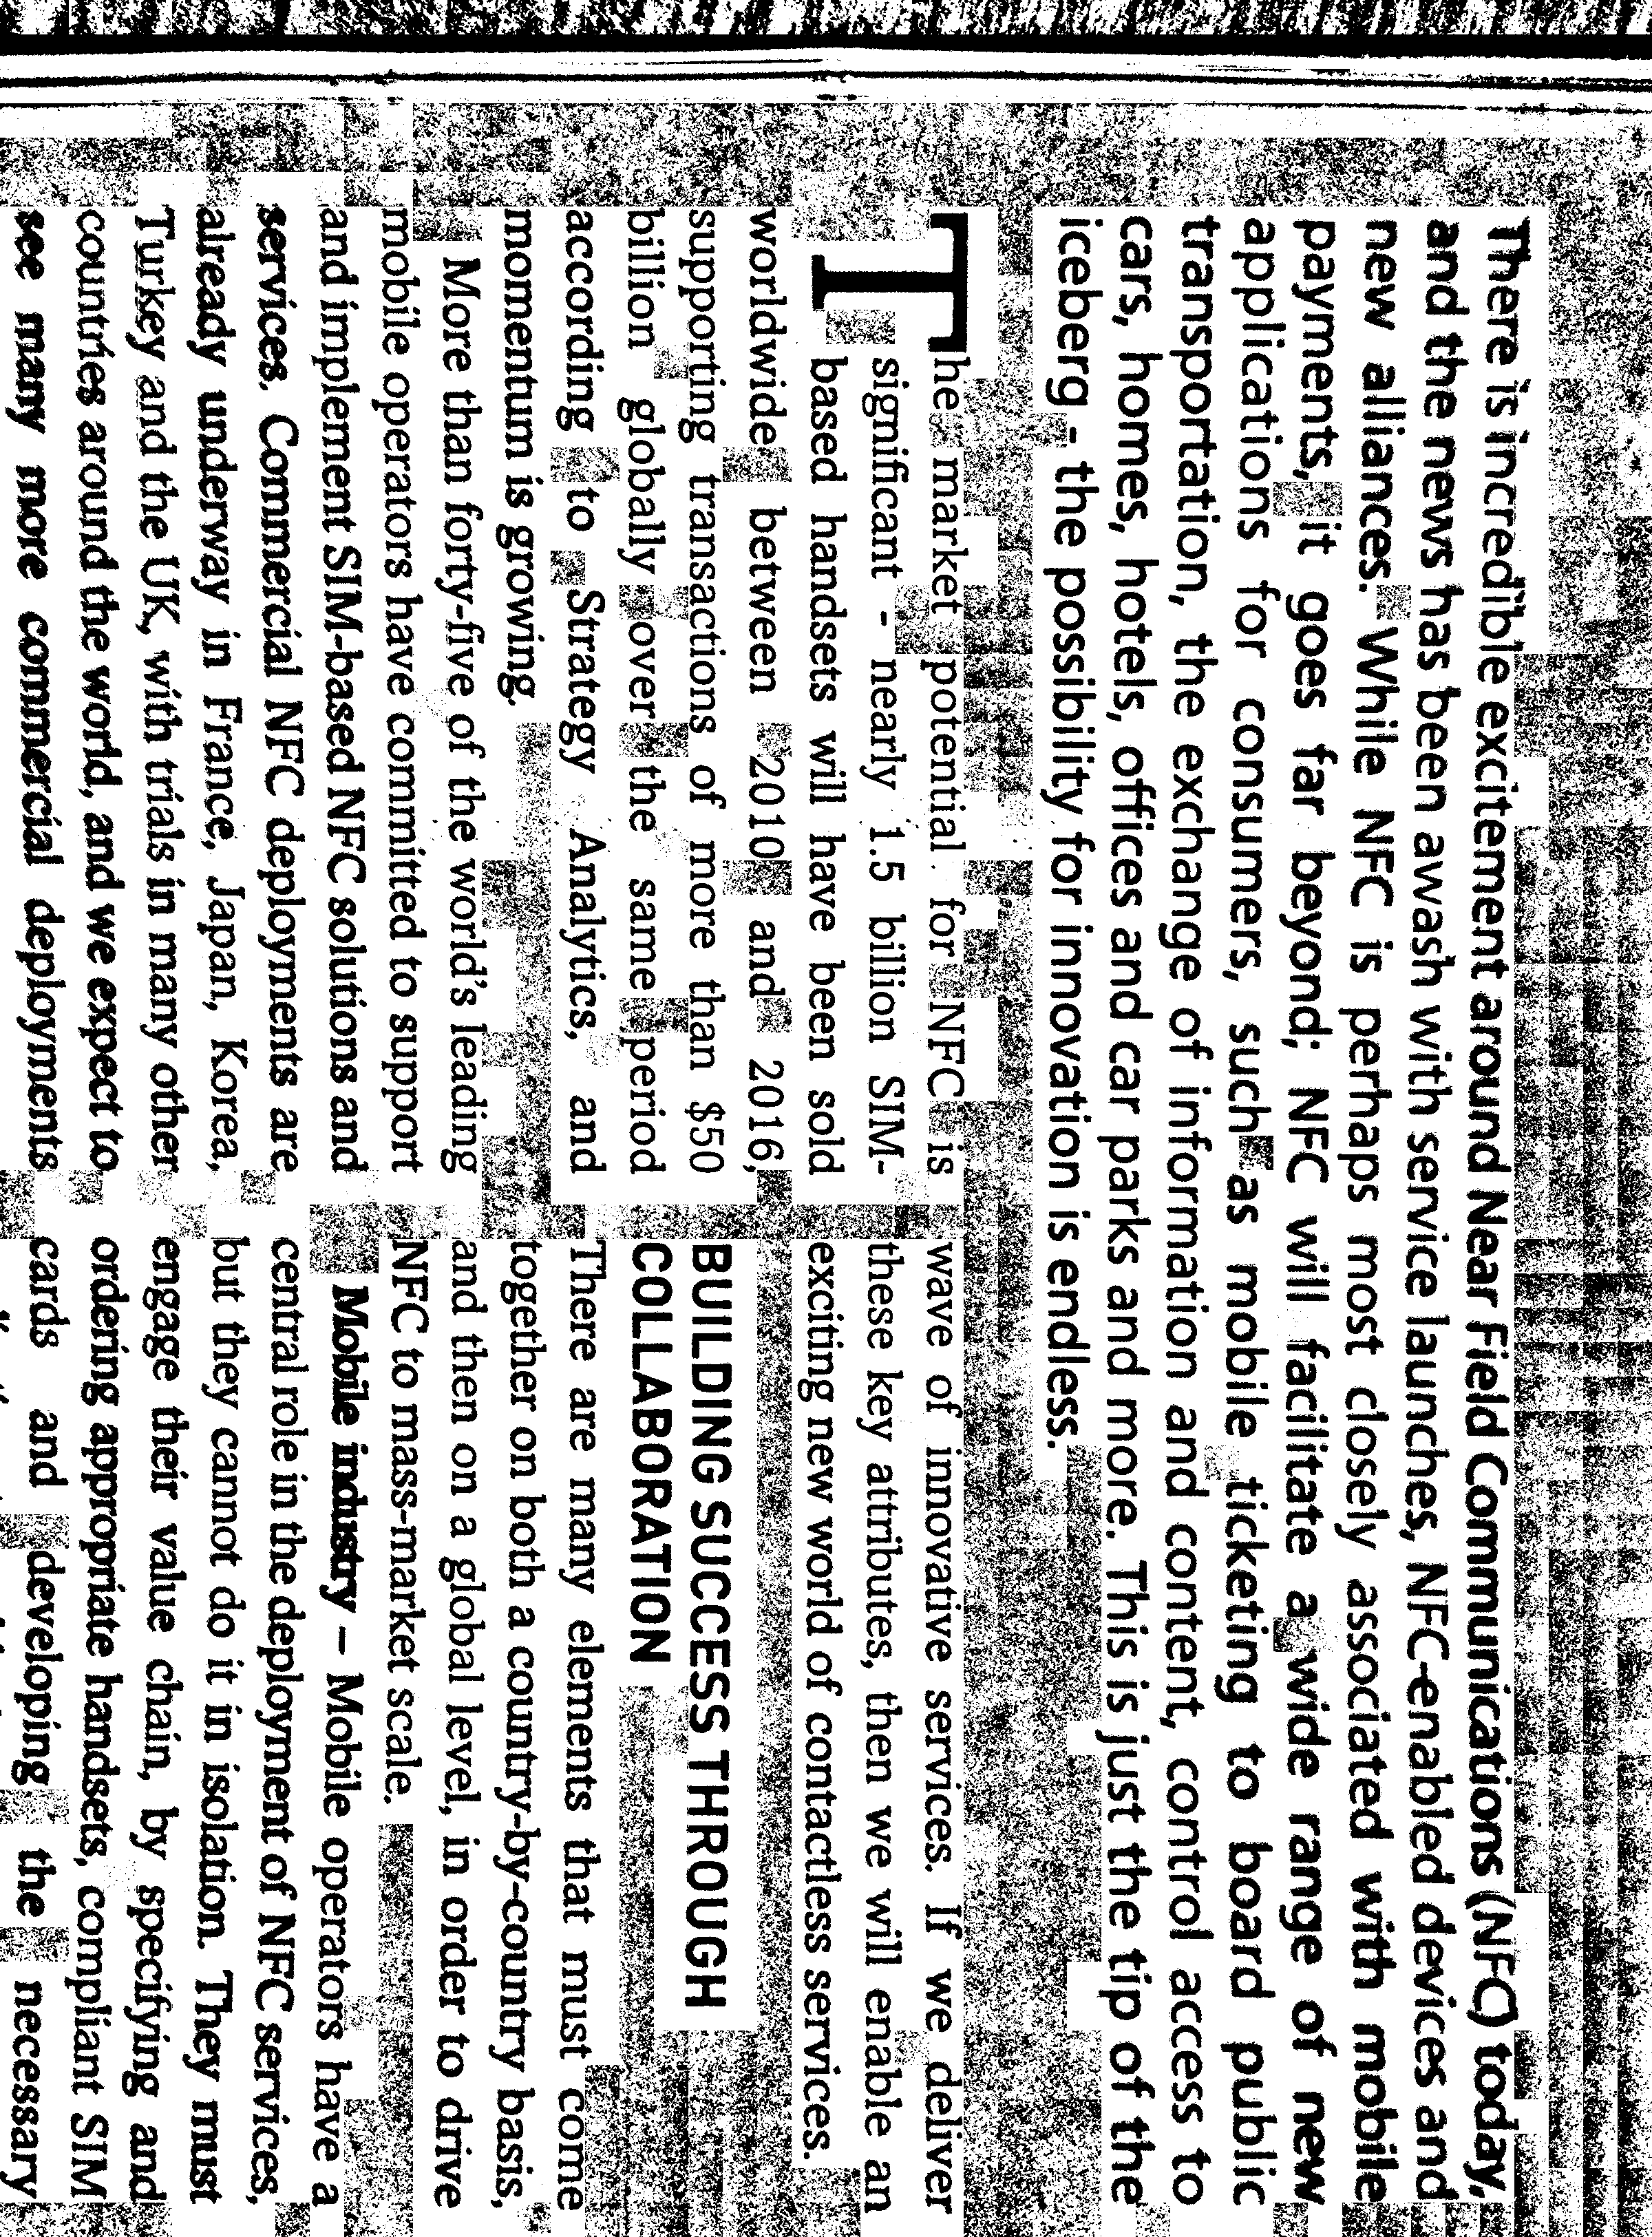 There is incredible excitement around Near Field Communications (NFC) today,
and the news has been awash with service launches, NFC-enabled devices and
new alliances. While NFC is perhaps most closely associated with mobile
payments, it goes far beyond; NFC will facilitate a wide range of new
applications for consumers, such as mobile ticketing to board public
transportation, the exchange of information and content, control access to
cars, homes, hotels, offices and car parks and more. This is just the tip of the
iceberg - the possibility for innovation is endless.
The market potential for NFC is
significant - nearly 1.5 billion SIM-
based handsets will have been sold
worldwide between 2010 and 2016,
supporting transactions of more than $50
billion globally over the same period
according to Strategy Analytics, and
momentum is growing.
More than forty-five of the world's leading
mobile operators have committed to support
and implement SIM-based NFC solutions and
services. Commercial NFC deployments are
already underway in France, Japan, Korea,
Turkey and the UK, with trials in many other
countries around the world, and we expect to
see many more commercial deployments
wave of innovative services. If we deliver
these key attributes, then we will enable an
exciting new world of contactless services.
BUILDING SUCCESS THROUGH
COLLABORATION
There are many elements that must come
together on both a country-by-country basis,
and then on a global level, in order to drive
NFC to mass-market scale.
Mobile industry – Mobile operators have a
central role in the deployment of NFC services,
but they cannot do it in isolation. They must
engage their value chain, by specifying and
ordering appropriate handsets, compliant SIM
cards and developing the necessary